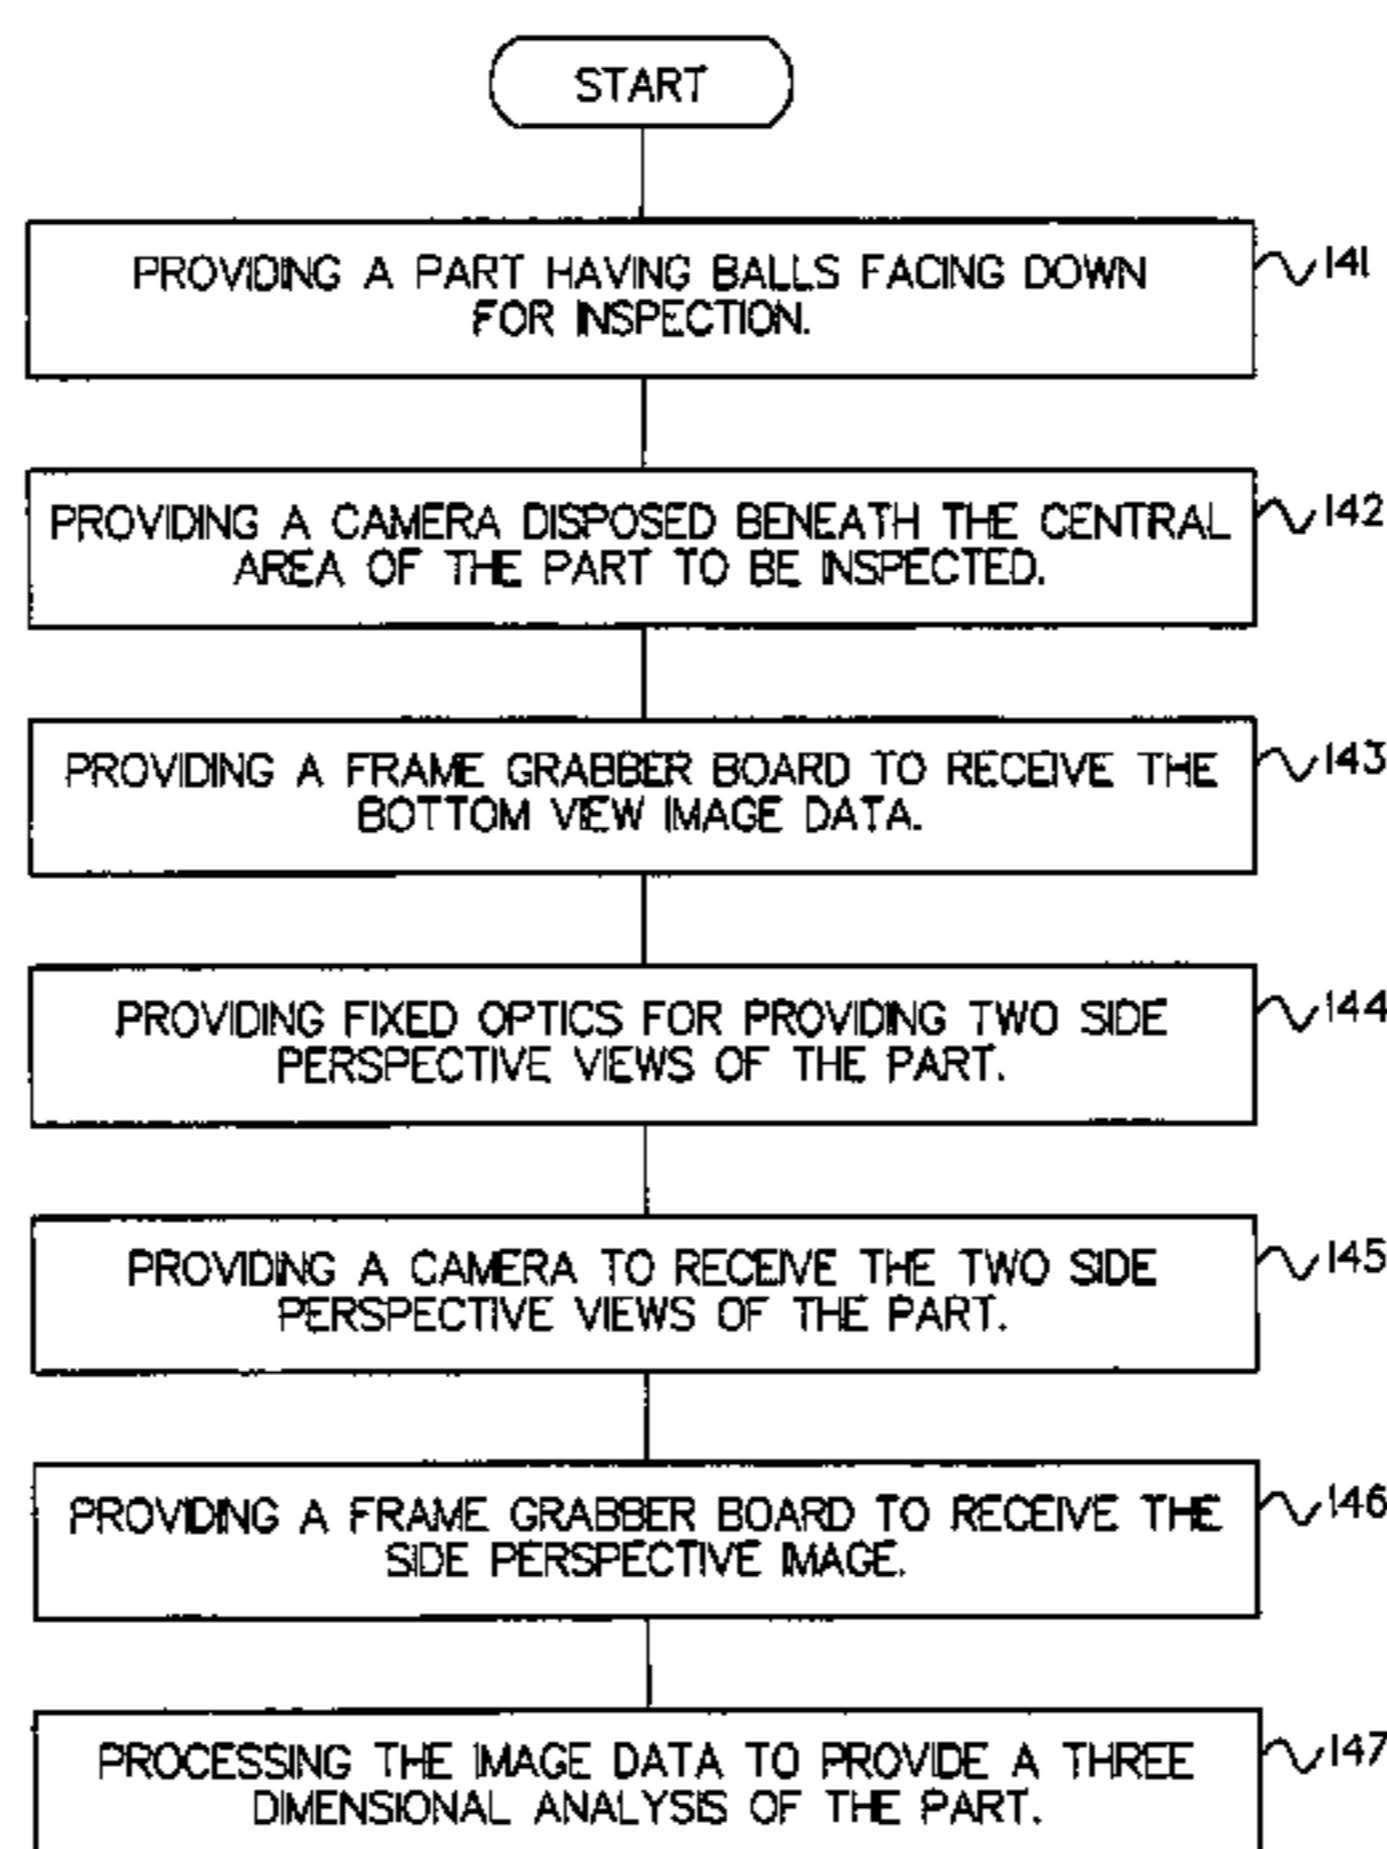 START
PROVIDING A PART HAVING BALLS FACING DOWN
FOR INSPECTION.
141
PROVIDING A CAMERA DISPOSED BENEATH THE CENTRAL
AREA OF THE PART TO BE INSPECTED.
142
PROVIDING A FRAME GRABBER BOARD TO RECEIVE THE
BOTTOM VIEW IMAGE DATA.
143
PROVIDING FIXED OPTICS FOR PROVIDING TWO SIDE
PERSPECTIVE VIEWS OF THE PART.
144
PROVIDING A CAMERA TO RECEIVE THE TWO SIDE
PERSPECTIVE VIEWS OF THE PART.
145
PROVIDING A FRAME GRABBER BOARD TO RECEIVE THE
SIDE PERSPECTIVE IMAGE.
146
PROCESSING THE IMAGE DATA TO PROVIDE A THREE
DIMENSIONAL ANALYSIS OF THE PART.
147